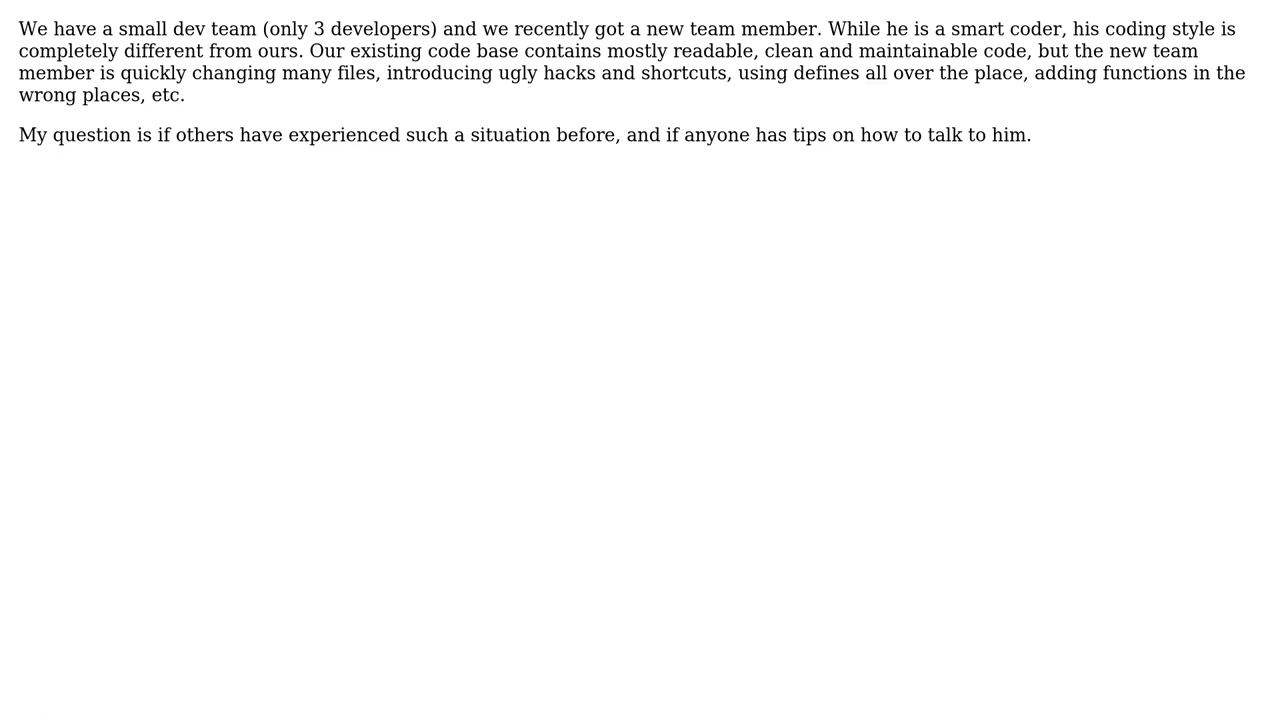 We have a small dev team (only 3 developers) and we recently got a new team member. While he is a smart coder, his coding style is
completely different from ours. Our existing code base contains mostly readable, clean and maintainable code, but the new team
member is quickly changing many files, introducing ugly hacks and shortcuts, using defines all over the place, adding functions in the
wrong places, etc.
My question is if others have experienced such a situation before, and if anyone has tips on how to talk to him.